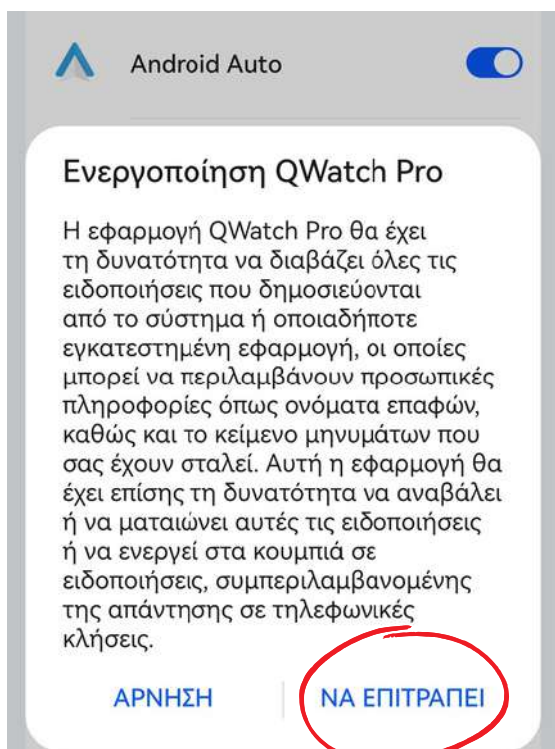 Android Auto
Ενεργοποίηση QWatch Pro
Η εφαρμογή QWatch Pro θα έχει
τη δυνατότητα να διαβάζει όλες τις
ειδοποιήσεις που δημοσιεύονται
από το σύστημα ή οποιαδήποτε
εγκατεστημένη εφαρμογή, οι οποίες
μπορεί να περιλαμβάνουν προσωπικές
πληροφορίες όπως ονόματα επαφών,
καθώς και το κείμενο μηνυμάτων που
σας έχουν σταλεί. Αυτή η εφαρμογή θα
έχει επίσης τη δυνατότητα να αναβάλει
ή να ματαιώνει αυτές τις ειδοποιήσεις
ή να ενεργεί στα κουμπιά σε
ειδοποιήσεις, συμπεριλαμβανομένης
της απάντησης σε τηλεφωνικές
κλήσεις.
ΑΡΝΗΣΗ ΝΑ ΕΠΙΤΡΑΠΕΙ